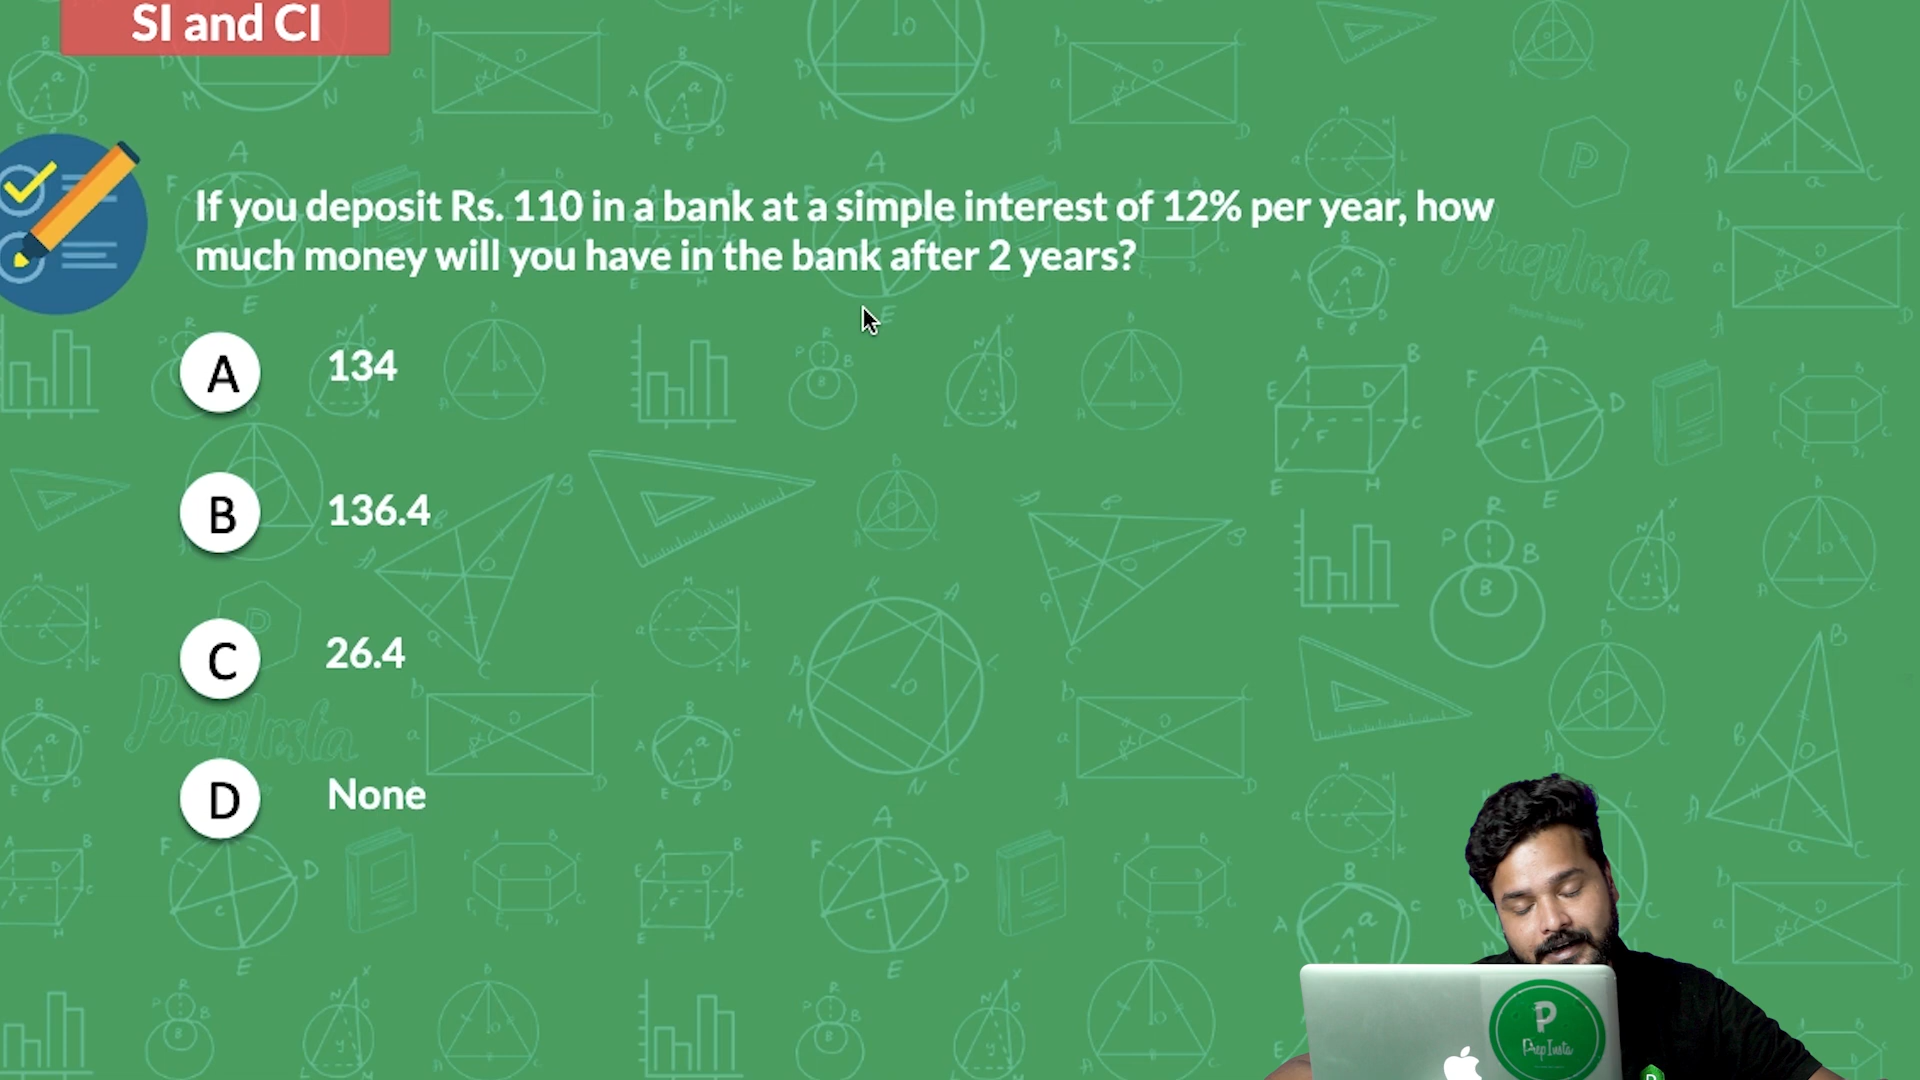 SI and CI
If you deposit Rs. 110 in a bank at a simple interest of 12% per year, how
much money will you have in the bank after 2 years?
A 134
B 136.4
C 26.4
D None
PrepInsta